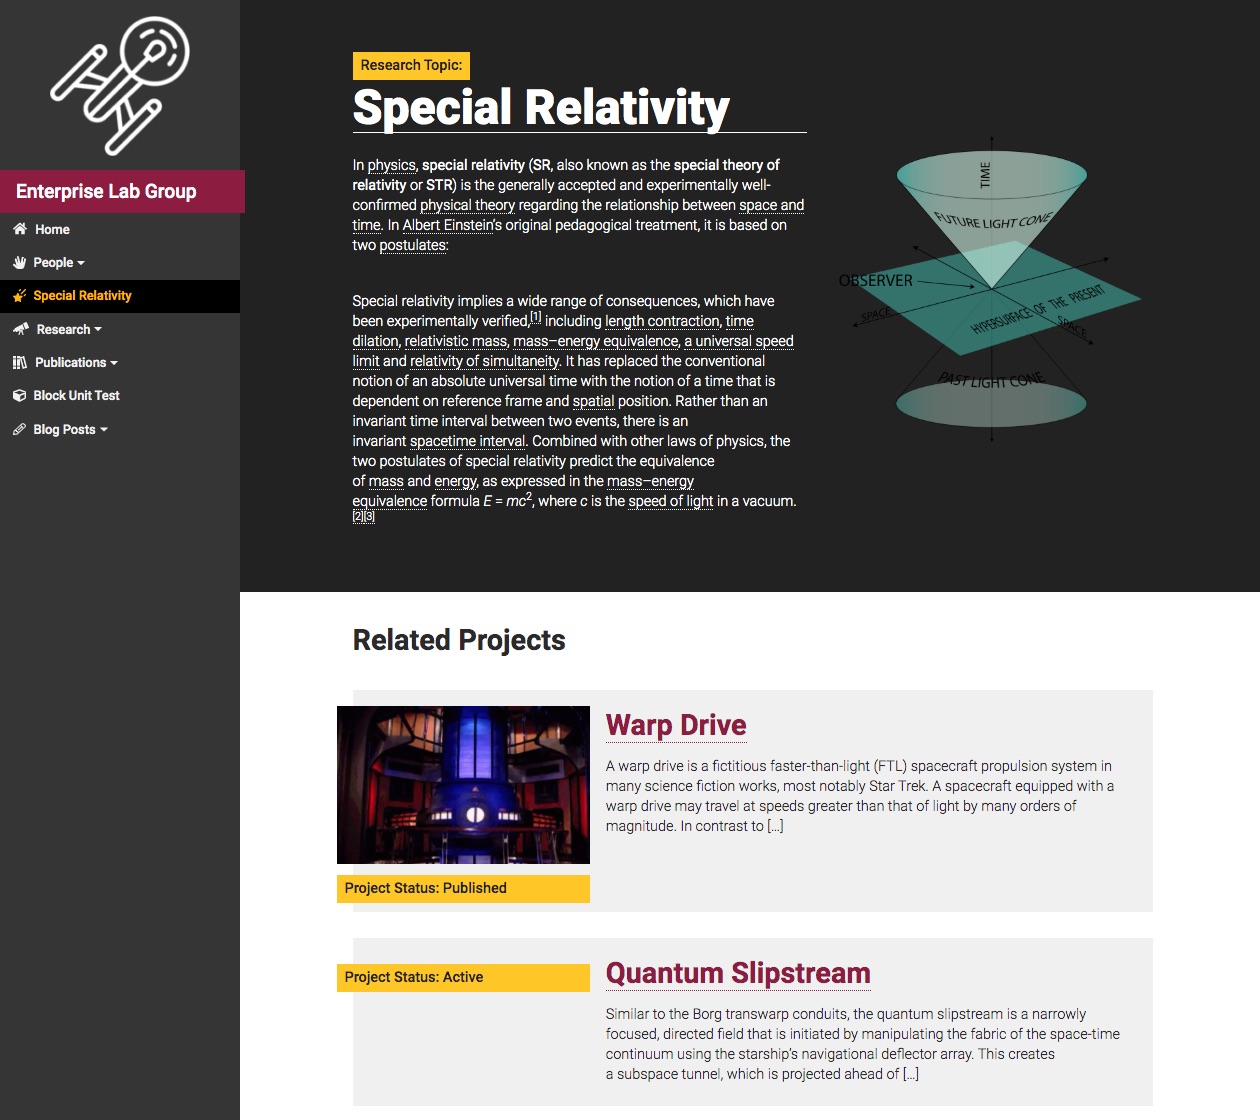 Enterprise Lab Group
Home
People
Special Relativity
Research
Publications
Block Unit Test
Blog Posts
Research Topic:
Special Relativity
In physics, special relativity (SR, also known as the special theory of
relativity or STR) is the generally accepted and experimentally well-
confirmed physical theory regarding the relationship between space and
time. In Albert Einstein’s original pedagogical treatment, it is based on
two postulates:
Special relativity implies a wide range of consequences, which have
been experimentally verified,[1] including length contraction, time
dilation, relativistic mass, mass–energy equivalence, a universal speed
limit and relativity of simultaneity. It has replaced the conventional
notion of an absolute universal time with the notion of a time that is
dependent on reference frame and spatial position. Rather than an
invariant time interval between two events, there is an
invariant spacetime interval. Combined with other laws of physics, the
two postulates of special relativity predict the equivalence
of mass and energy, as expressed in the mass–energy
equivalence formula E = mc2, where c is the speed of light in a vacuum.
[2][3]
TIME
FUTURE LIGHT CONE
OBSERVER
SPACE
HYPERSURFACE OF THE PRESENT
SPACE
PAST LIGHT CONE
Related Projects
Warp Drive
A warp drive is a fictitious faster-than-light (FTL) spacecraft propulsion system in
many science fiction works, most notably Star Trek. A spacecraft equipped with a
warp drive may travel at speeds greater than that of light by many orders of
magnitude. In contrast to [...]
Project Status: Published
Project Status: Active
Quantum Slipstream
Similar to the Borg transwarp conduits, the quantum slipstream is a narrowly
focused, directed field that is initiated by manipulating the fabric of the space-time
continuum using the starship’s navigational deflector array. This creates
a subspace tunnel, which is projected ahead of [...]